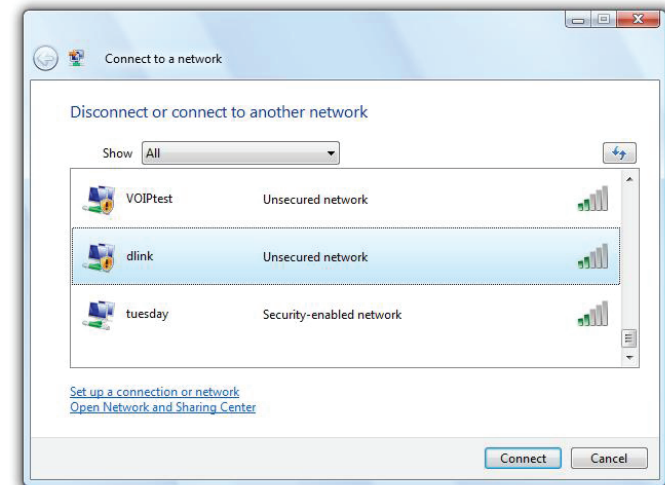 Connect to a network
Disconnect or connect to another network
Show All
VOIPtest Unsecured network
dlink Unsecured network
tuesday Security-enabled network
Set up a connection or network
Open Network and Sharing Center
Connect Cancel